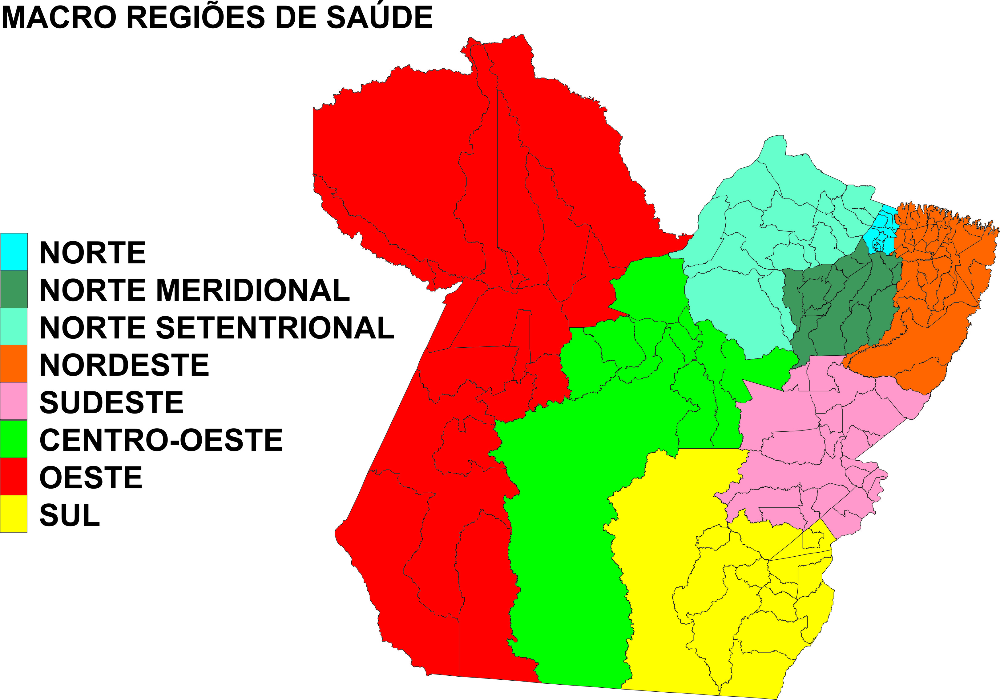 MACRO REGIÕES DE SAÚDE
NORTE
NORTE MERIDIONAL
NORTE SETENTRIONAL
NORDESTE
SUDESTE
CENTRO-OESTE
OESTE
SUL